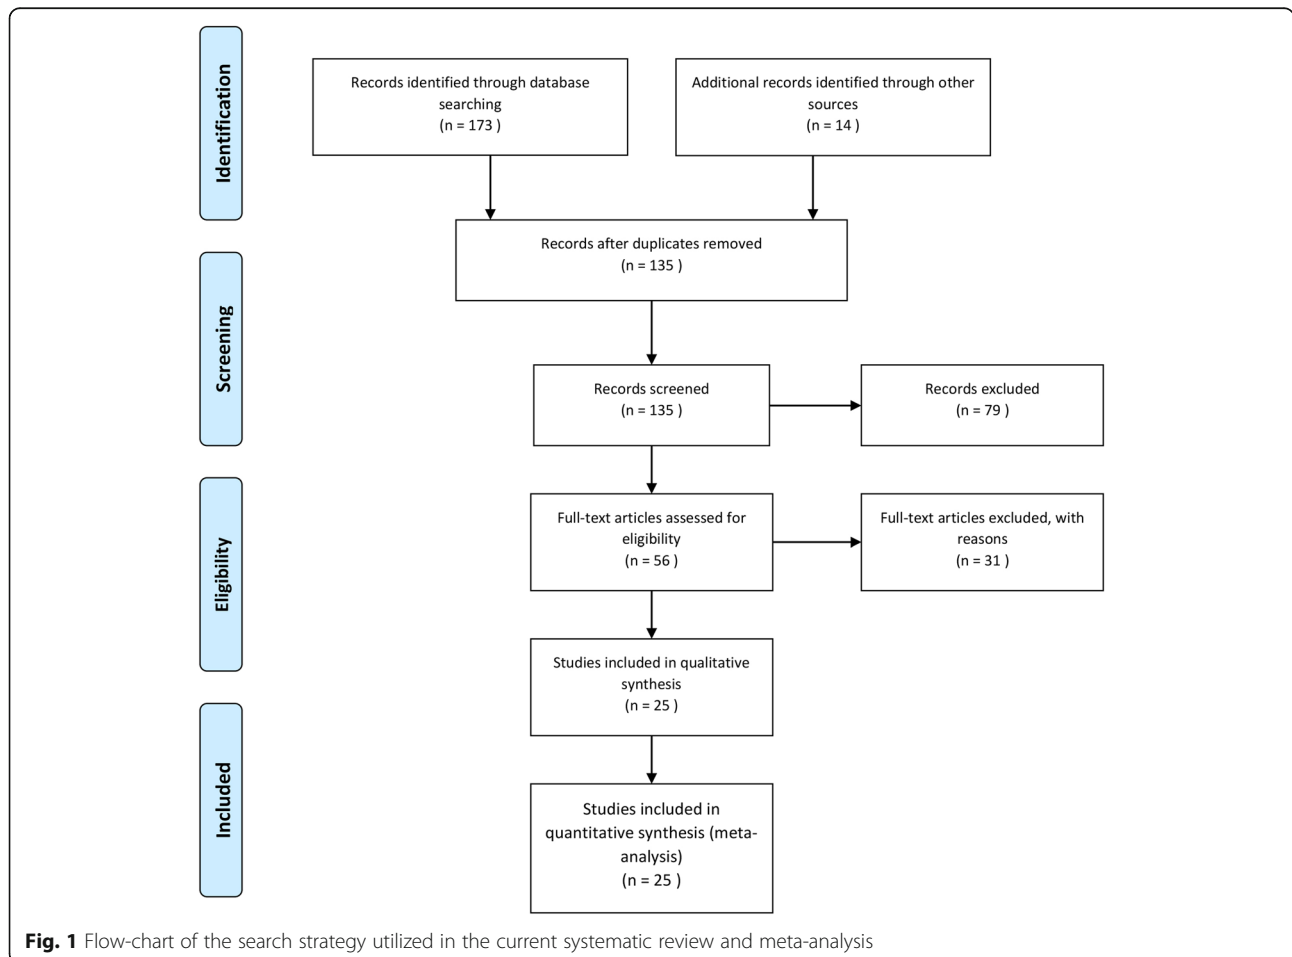 Identification
Records identified through database
searching
(n = 173 )
Additional records identified through other
sources
(n = 14 )
Records after duplicates removed
(n = 135 )
Screening
Records screened
(n = 135 )
Records excluded
(n = 79 )
Eligibility
Full-text articles assessed for
eligibility
(n = 56 )
Full-text articles excluded, with
reasons
(n = 31 )
Studies included in qualitative
synthesis
(n = 25 )
Included
Studies included in
quantitative synthesis (meta-
analysis)
(n = 25 )
Fig. 1 Flow-chart of the search strategy utilized in the current systematic review and meta-analysis